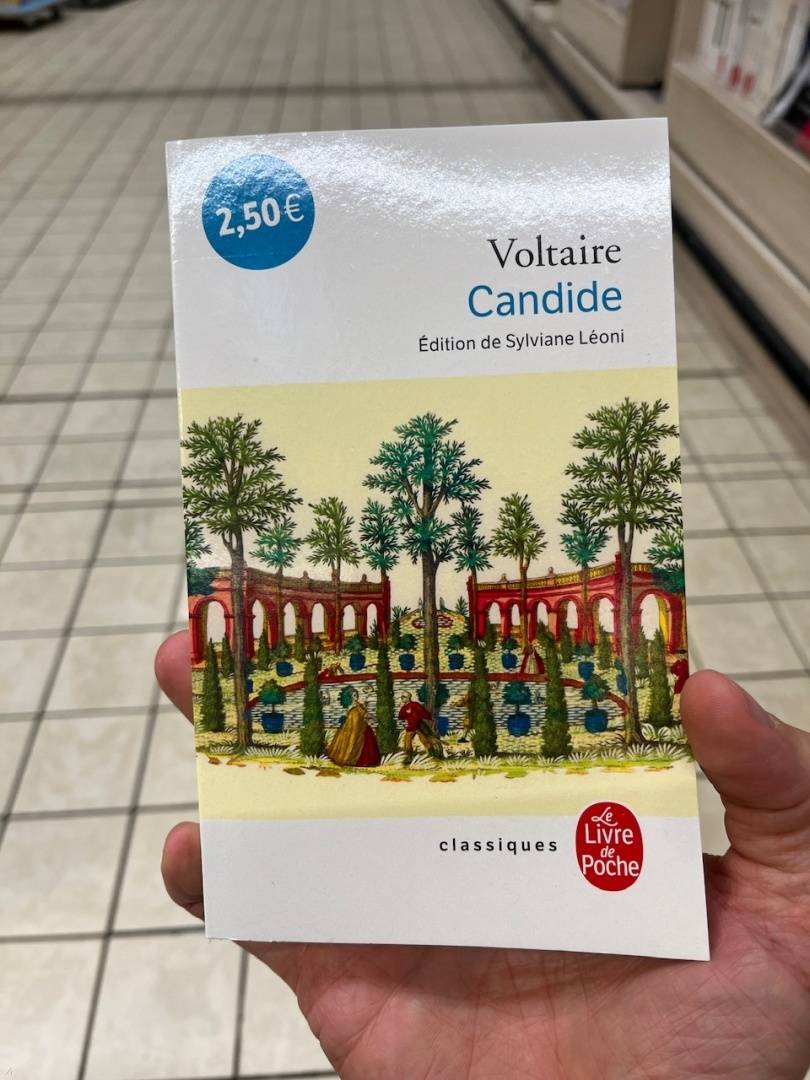 2,50€
Voltaire
Candide
Édition de Sylviane Léoni
classiques
Le
Livre
de
Poche